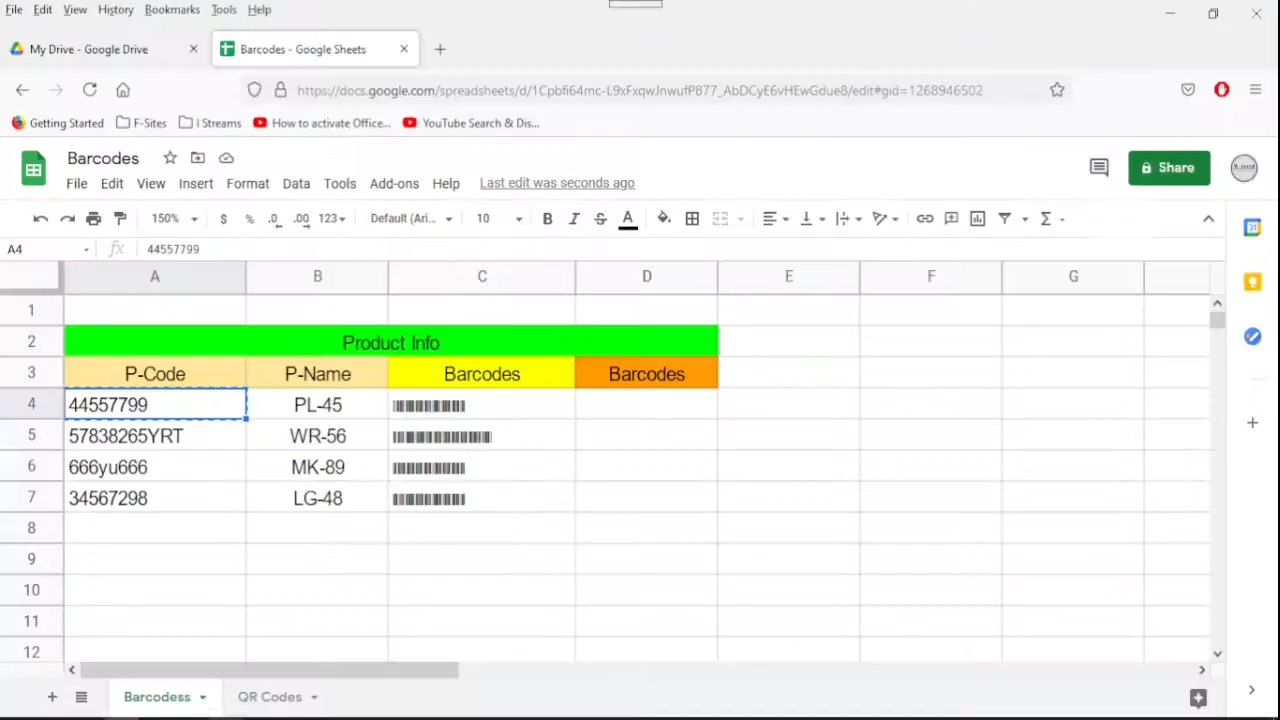 File Edit View History Bookmarks Tools Help
My Drive - Google Drive
Barcodes - Google Sheets
https://docs.google.com/spreadsheets/d/1Cpbfi64mc-L9xFxqwJnwufP877_AbDCyE6vHEwGdue8/edit#gid=1268946502
Getting Started F-Sites I Streams How to activate Office... YouTube Search & Dis...
Barcodes
Share
File Edit View Insert Format Data Tools Add-ons Help Last edit was seconds ago
150% $ % .0 .00 123 Default (Ari... 10 B I S A Σ
A4 fx 44557799
A B C D E F G
1
2 Product Info
3 P-Code P-Name Barcodes Barcodes
4 44557799 PL-45
5 57838265YRT WR-56
6 666yu666 MK-89
7 34567298 LG-48
8
9
10
11
12
Barcodess QR Codes